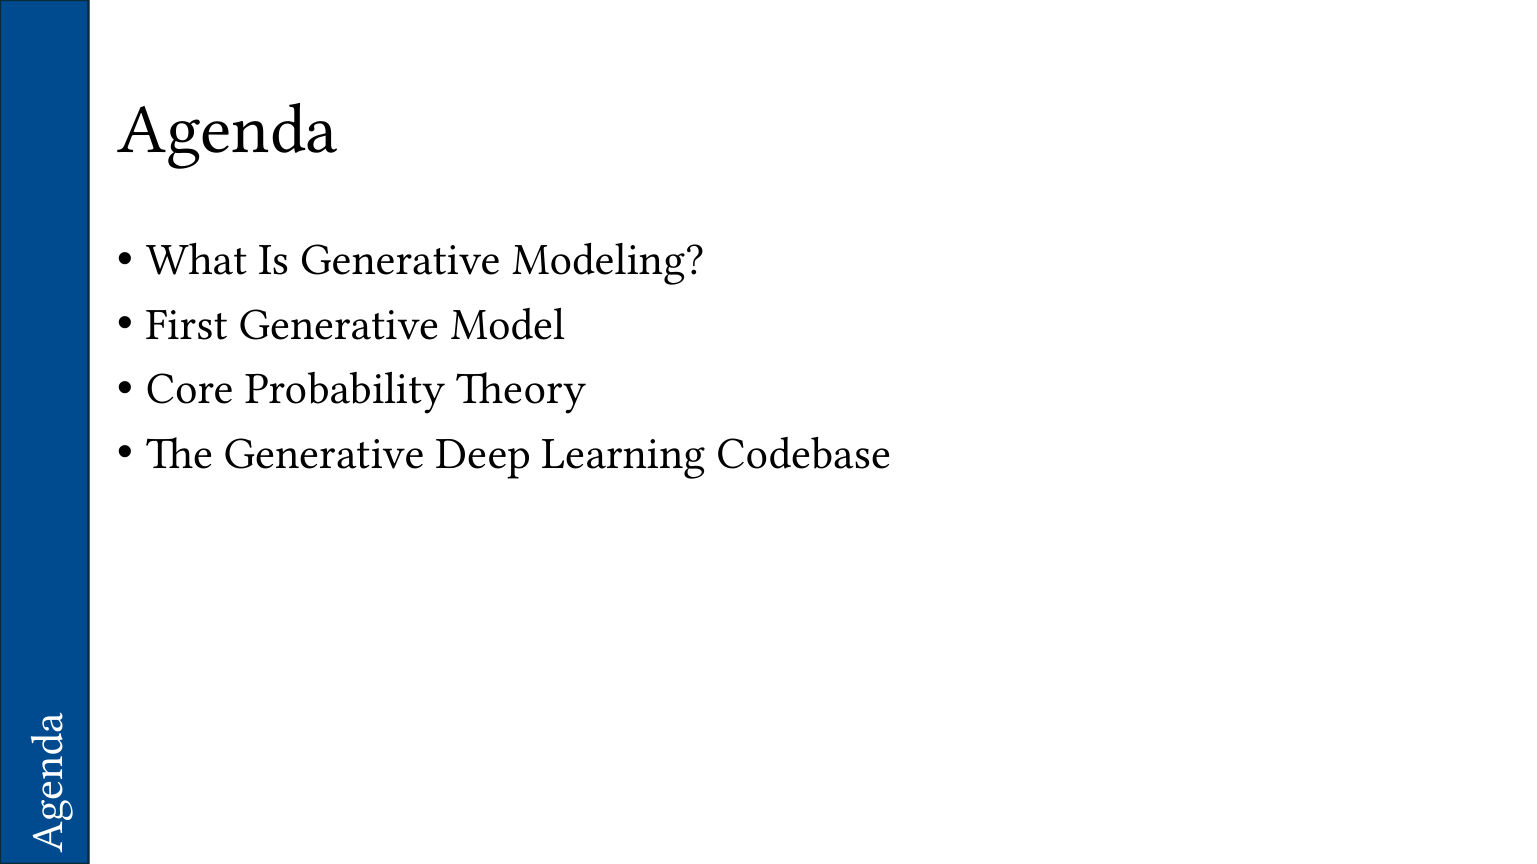 Agenda
• What Is Generative Modeling?
• First Generative Model
• Core Probability Theory
• The Generative Deep Learning Codebase
Agenda